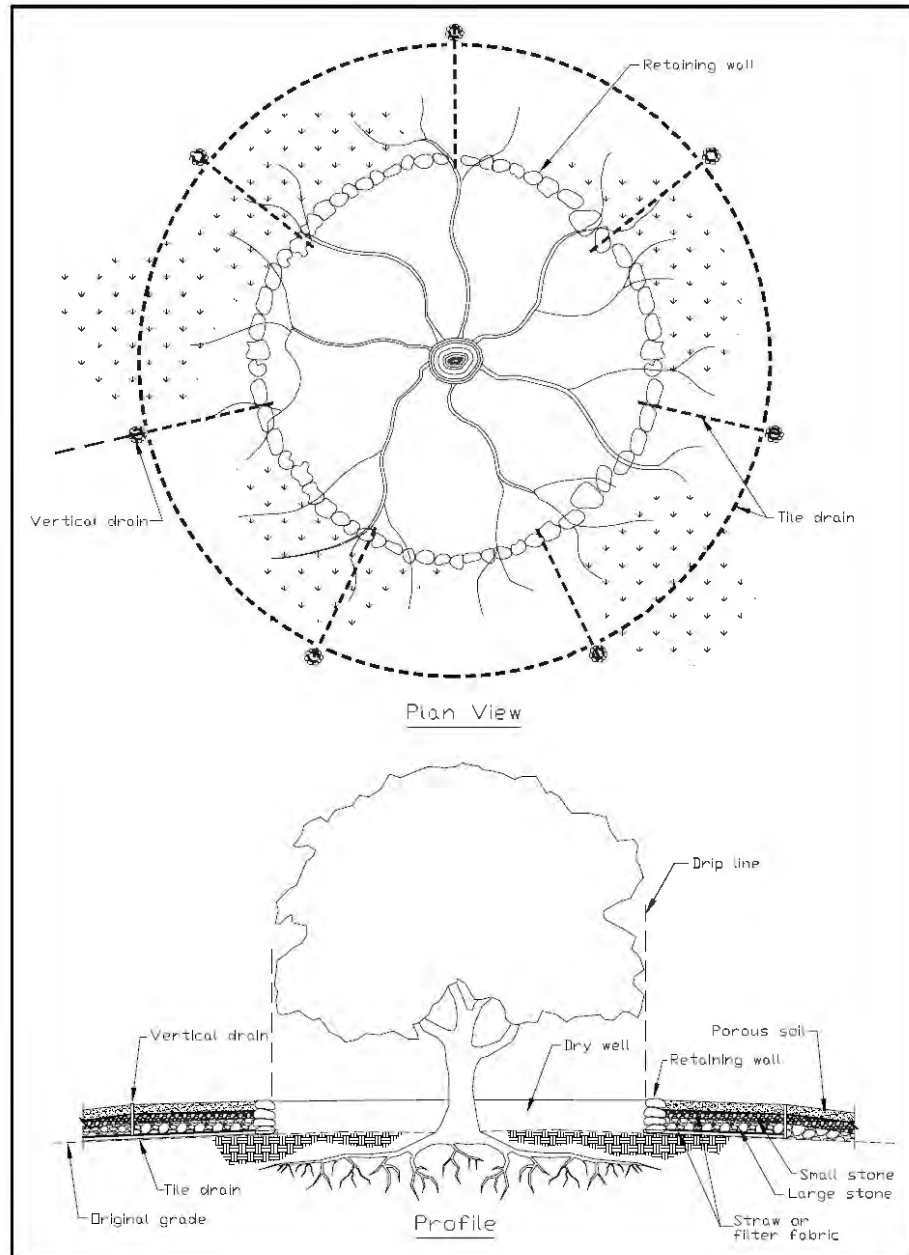 Retaining wall
Vertical drain
Tile drain
Plan View
Drip line
Vertical drain
Dry well
Porous soil
Retaining wall
Tile drain
Original grade
Small stone
Large stone
Straw or
filter fabric
Profile